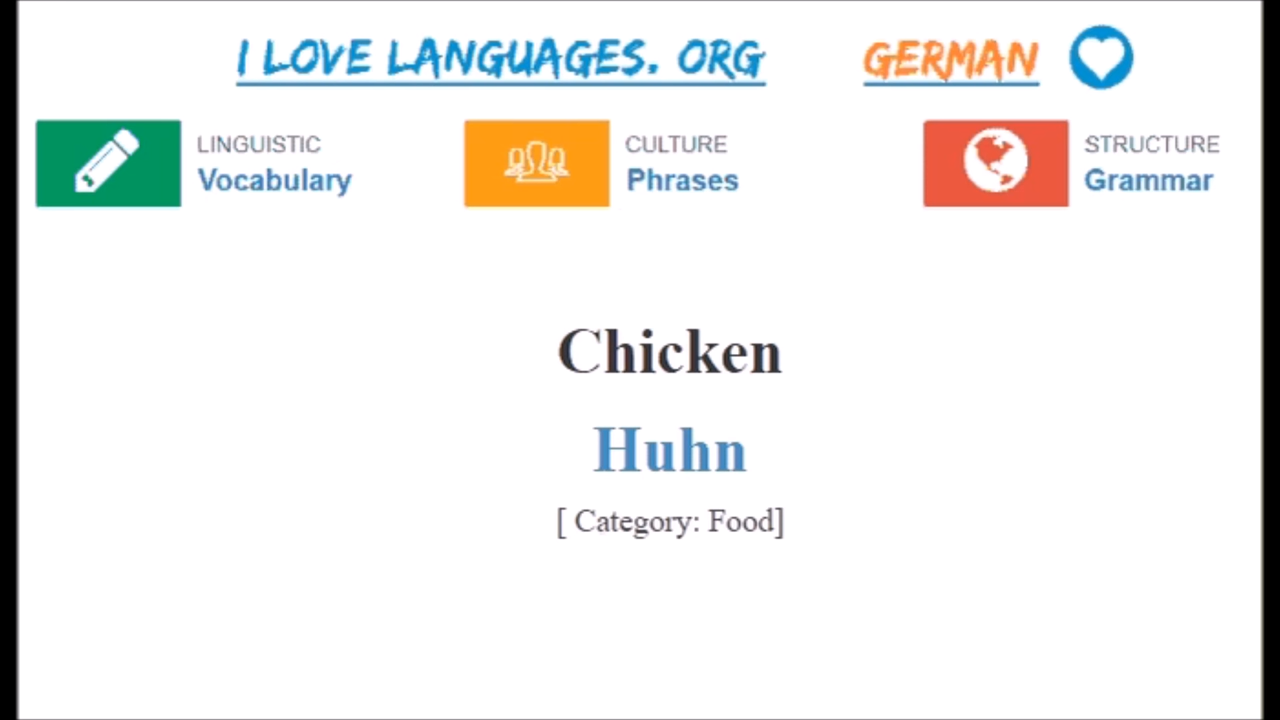 I LOVE LANGUAGES. ORG
GERMAN
LINGUISTIC
Vocabulary
CULTURE
Phrases
STRUCTURE
Grammar
Chicken
Huhn
[ Category: Food]